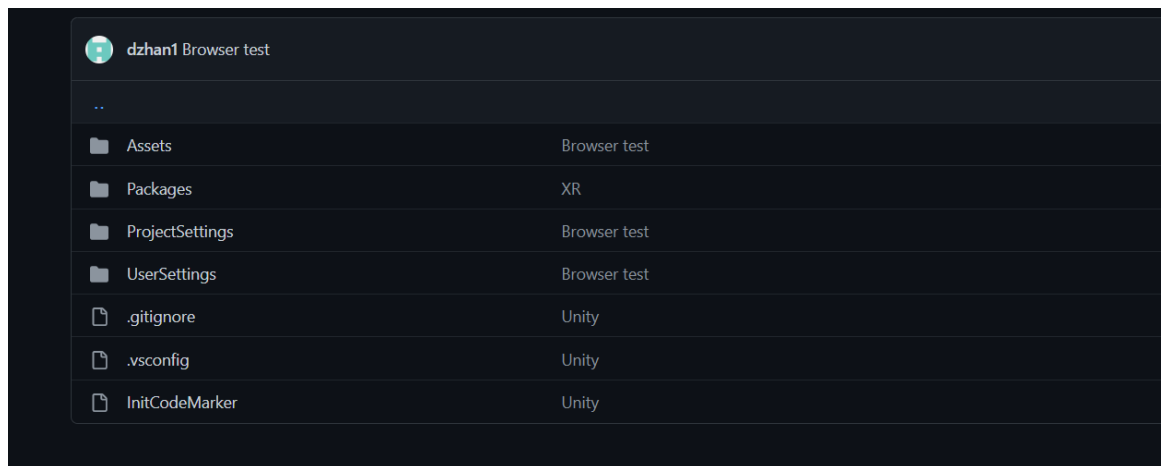 dzhan1 Browser test
..
Assets Browser test
Packages XR
ProjectSettings Browser test
UserSettings Browser test
.gitignore Unity
.vsconfig Unity
InitCodeMarker Unity